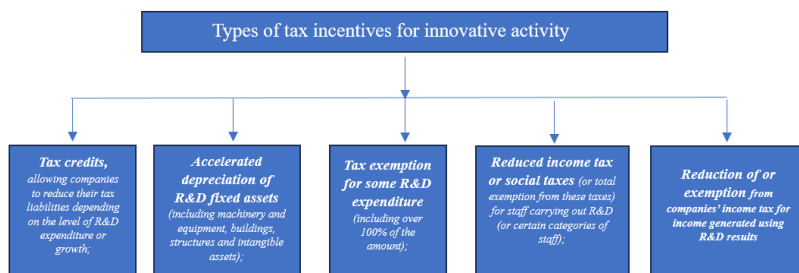 Types of tax incentives for innovative activity
Tax credits,
allowing companies
to reduce their tax
liabilities depending
on the level of R&D
expenditure or
growth;
Accelerated
depreciation of
R&D fixed assets
(including machinery and
equipment, buildings,
structures and intangible
assets);
Tax exemption
for some R&D
expenditure
(including over
100% of the
amount);
Reduced income tax
or social taxes (or total
exemption from these taxes) for
staff carrying out R&D
(or certain categories of
staff);
Reduction of or
exemption from
companies' income tax for
income generated using
R&D results